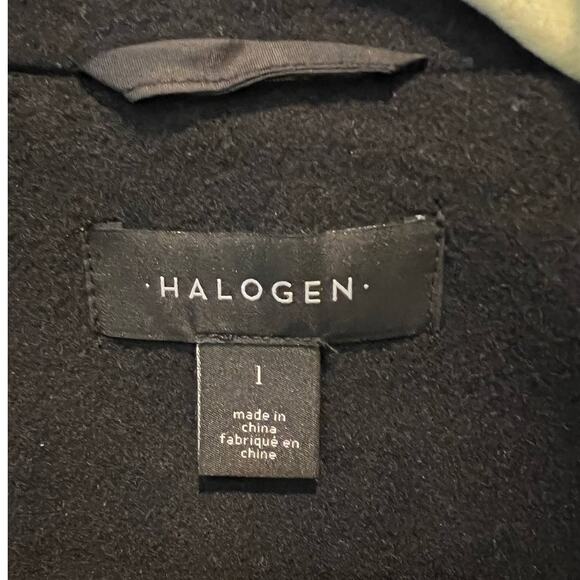 ·HALOGEN·
1
made in
china
fabriqué en
chine